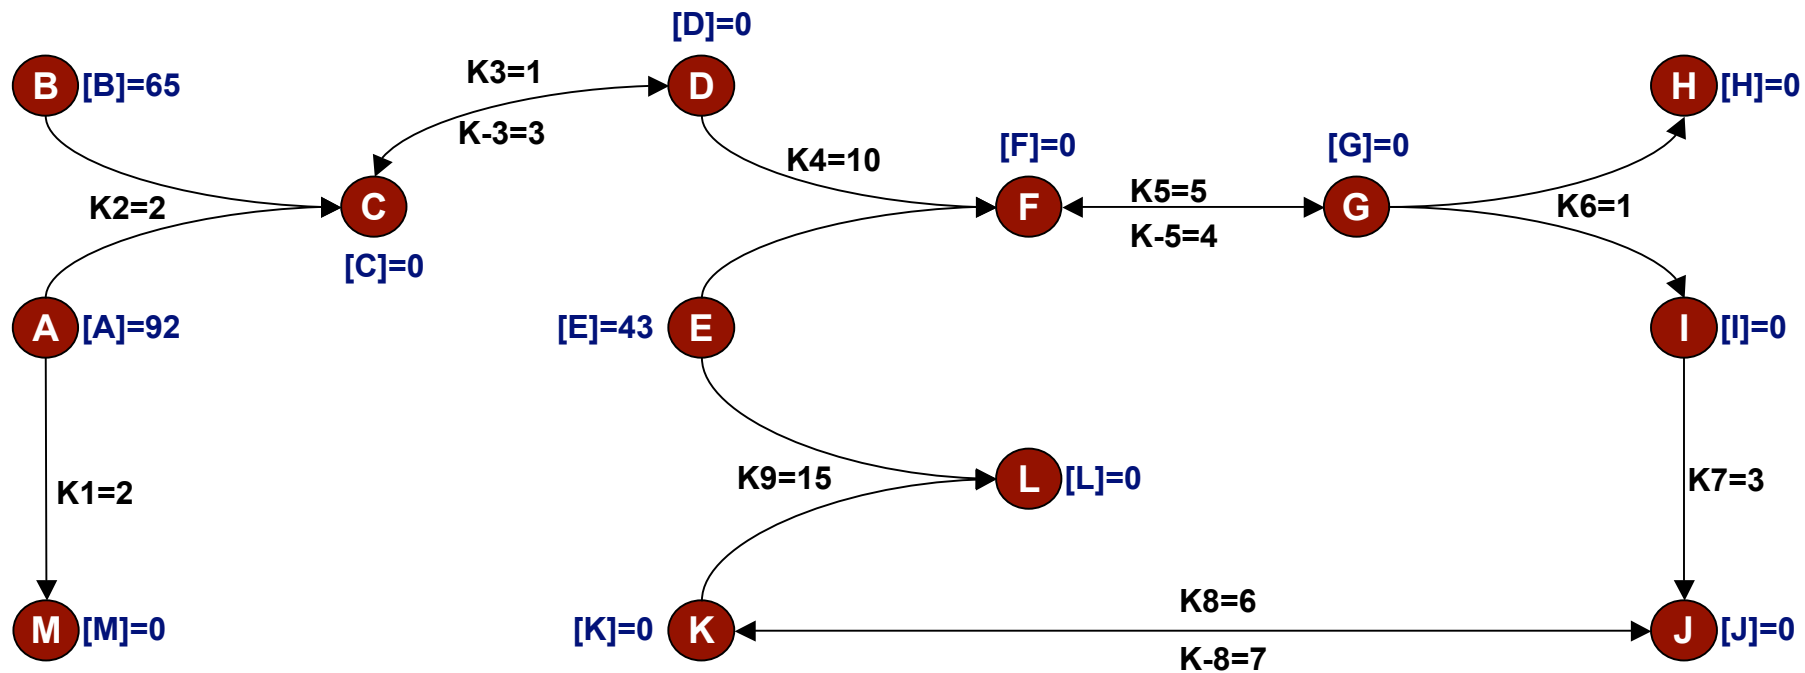 [D]=0
B
[B]=65
K3=1
D
H
[H]=0
K-3=3
[F]=0
[G]=0
K4=10
K2=2
C
F
K5=5
G
K6=1
K-5=4
[C]=0
A
[A]=92
[E]=43
E
I
[I]=0
K1=2
K9=15
L
[L]=0
K7=3
K8=6
M
[M]=0
[K]=0
K
J
[J]=0
K-8=7